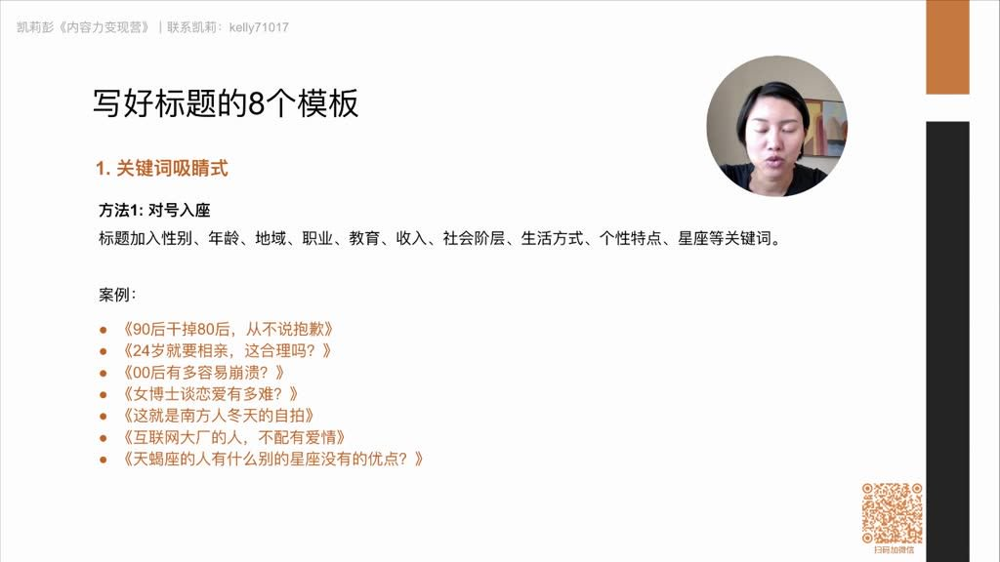 凯莉彭《内容力变现营》｜联系凯莉：kelly71017
写好标题的8个模板
1. 关键词吸睛式
方法1: 对号入座
标题加入性别、年龄、地域、职业、教育、收入、社会阶层、生活方式、个性特点、星座等关键词。
案例：
● 《90后干掉80后，从不说抱歉》
● 《24岁就要相亲，这合理吗？》
● 《00后有多容易崩溃？》
● 《女博士谈恋爱有多难？》
● 《这就是南方人冬天的自拍》
● 《互联网大厂的人，不配有爱情》
● 《天蝎座的人有什么别的星座没有的优点？》
扫码加微信